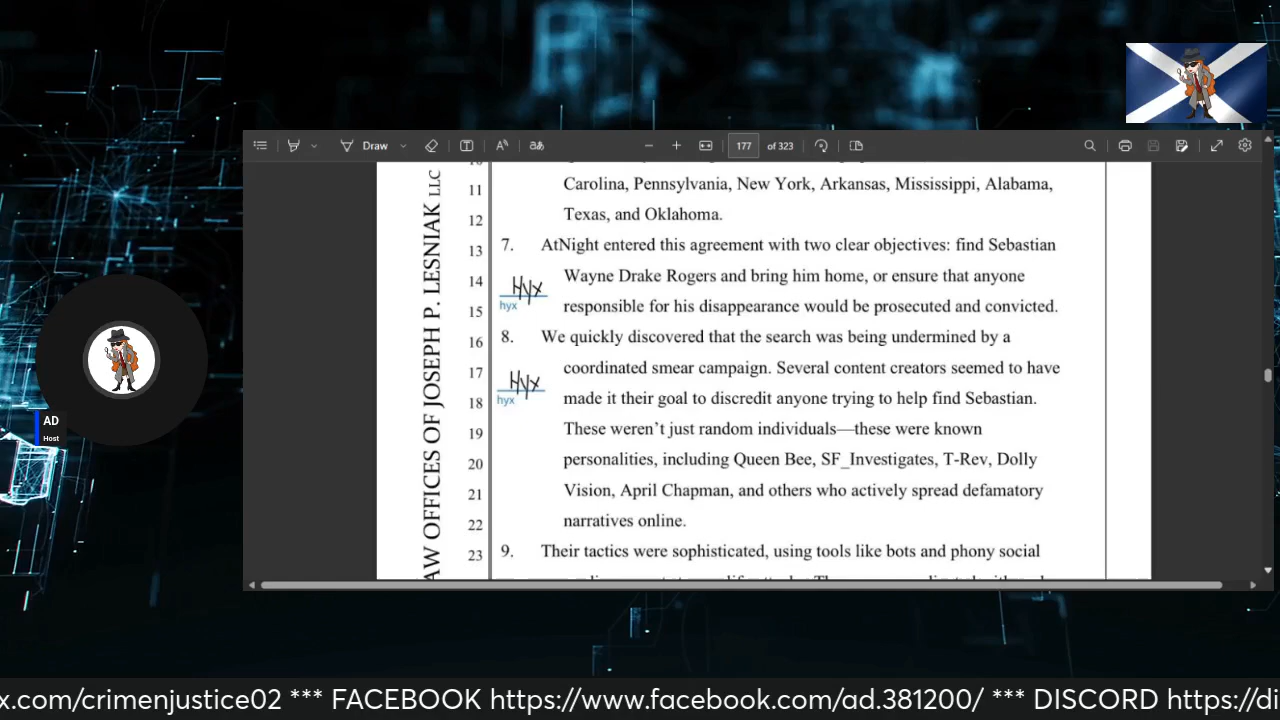 Draw
177
of 323
11 Carolina, Pennsylvania, New York, Arkansas, Mississippi, Alabama,
12 Texas, and Oklahoma.
13 7. AtNight entered this agreement with two clear objectives: find Sebastian
14 Wayne Drake Rogers and bring him home, or ensure that anyone
15 responsible for his disappearance would be prosecuted and convicted.
Hyx
hyx
16 8. We quickly discovered that the search was being undermined by a
17 coordinated smear campaign. Several content creators seemed to have
18 made it their goal to discredit anyone trying to help find Sebastian.
Hyx
hyx
19 These weren’t just random individuals—these were known
20 personalities, including Queen Bee, SF_Investigates, T-Rev, Dolly
21 Vision, April Chapman, and others who actively spread defamatory
22 narratives online.
23 9. Their tactics were sophisticated, using tools like bots and phony social
AW OFFICES OF JOSEPH P. LESNIAK LLC
AD
Host
x.com/crimenjustice02 *** FACEBOOK https://www.facebook.com/ad.381200/ *** DISCORD https://di